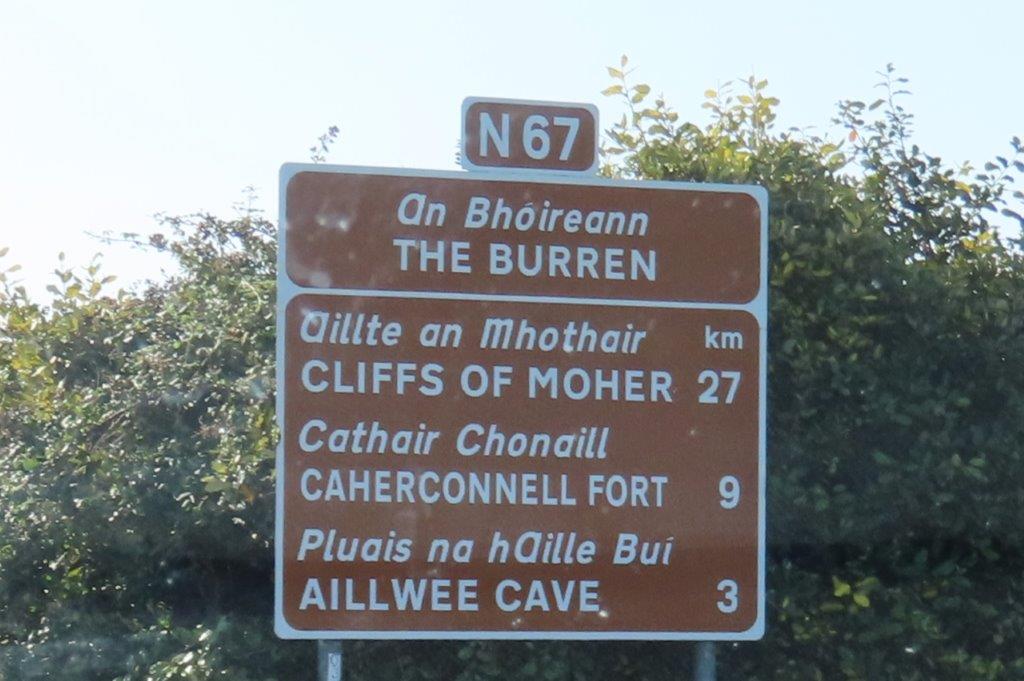 N67
An Bhóireann
THE BURREN
Aillte an Mhothair km
CLIFFS OF MOHER 27
Cathair Chonaill
CAHERCONNELL FORT 9
Pluais na hAille Buí
AILLWEE CAVE 3